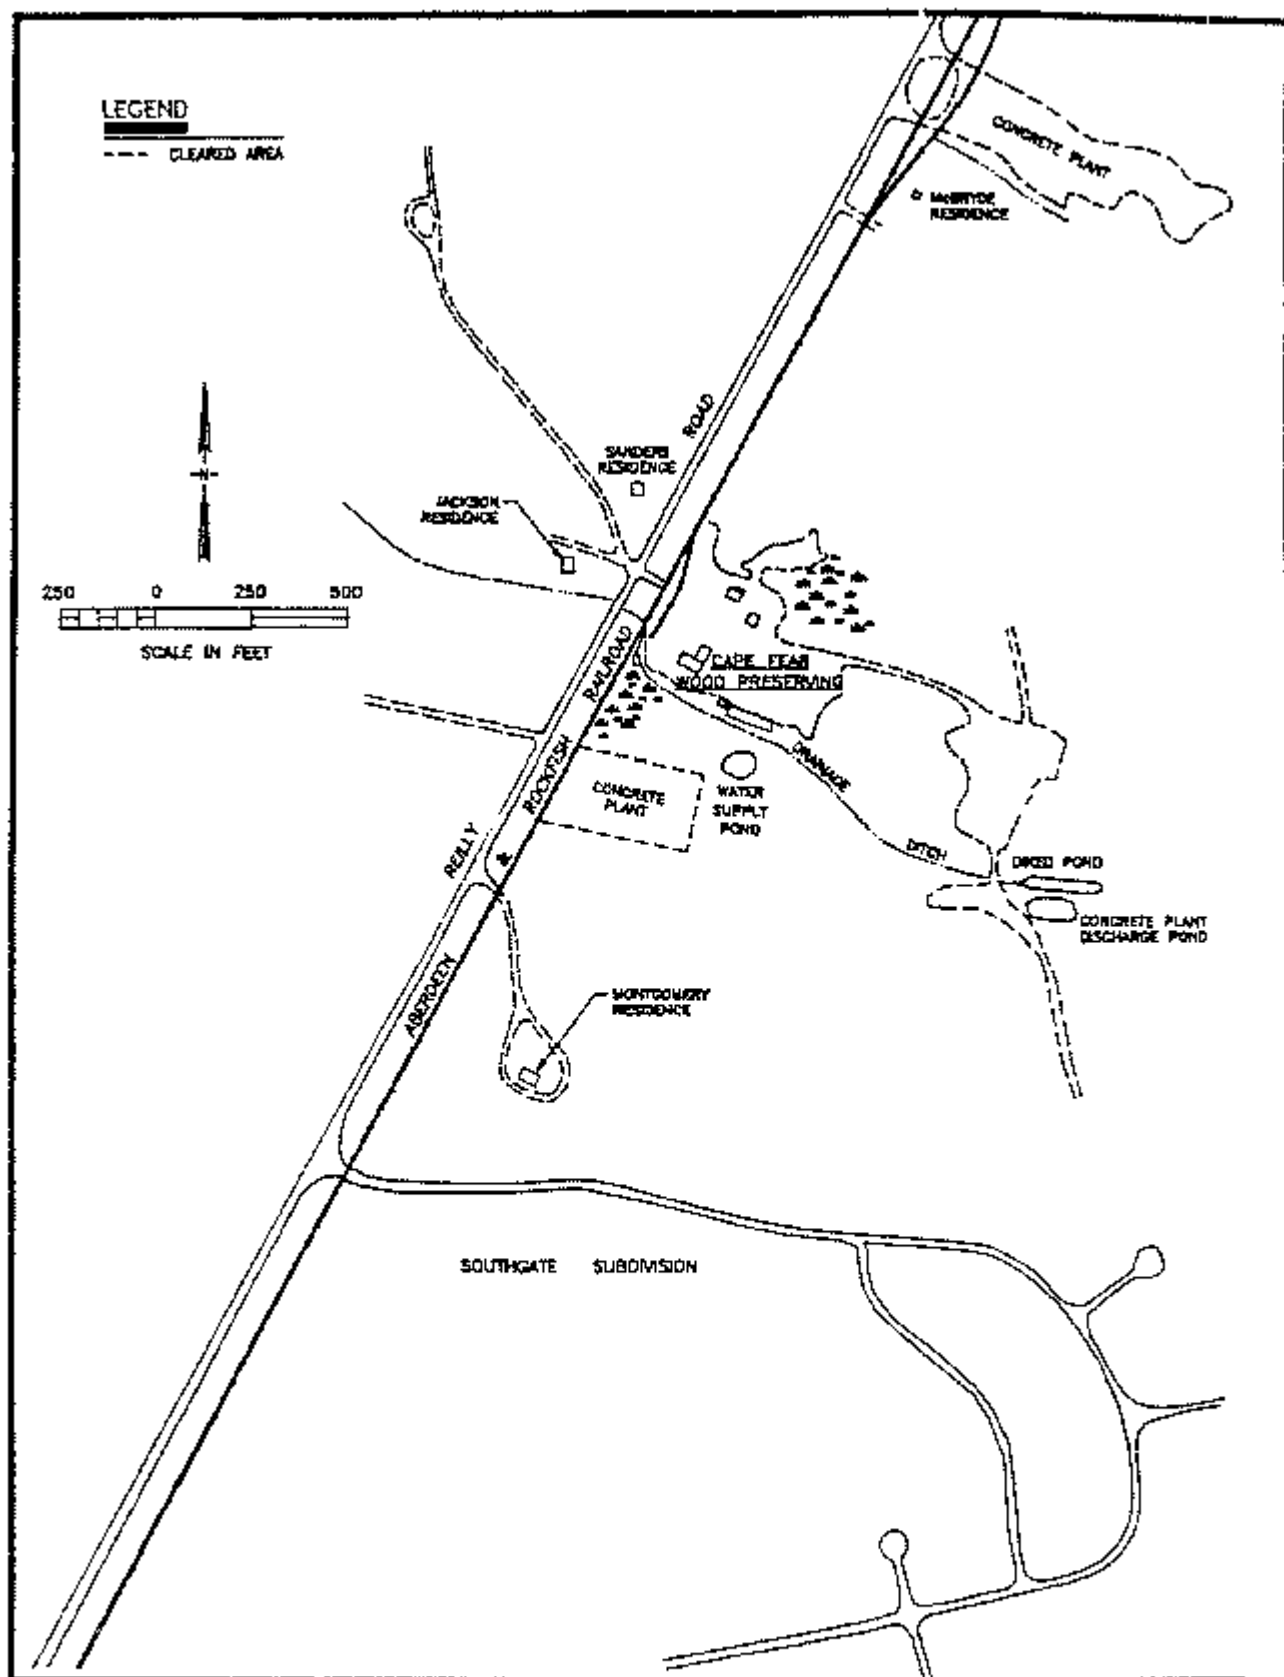 LEGEND
CLEARED AREA
CONCRETE PLANT
McBRYDE
RESIDENCE
ROAD
SANDERS
RESIDENCE
JACKSON
RESIDENCE
N
250 0 250 500
SCALE IN FEET
CAPE FEAR
WOOD PRESERVING
RAILROAD
ROCKFISH
DRAINAGE
CONCRETE
PLANT
WATER
SUPPLY
POND
REILLY
DITCH
DIKED POND
CONCRETE PLANT
DISCHARGE POND
ABERDEEN
MONTGOMERY
RESIDENCE
SOUTHGATE SUBDIVISION